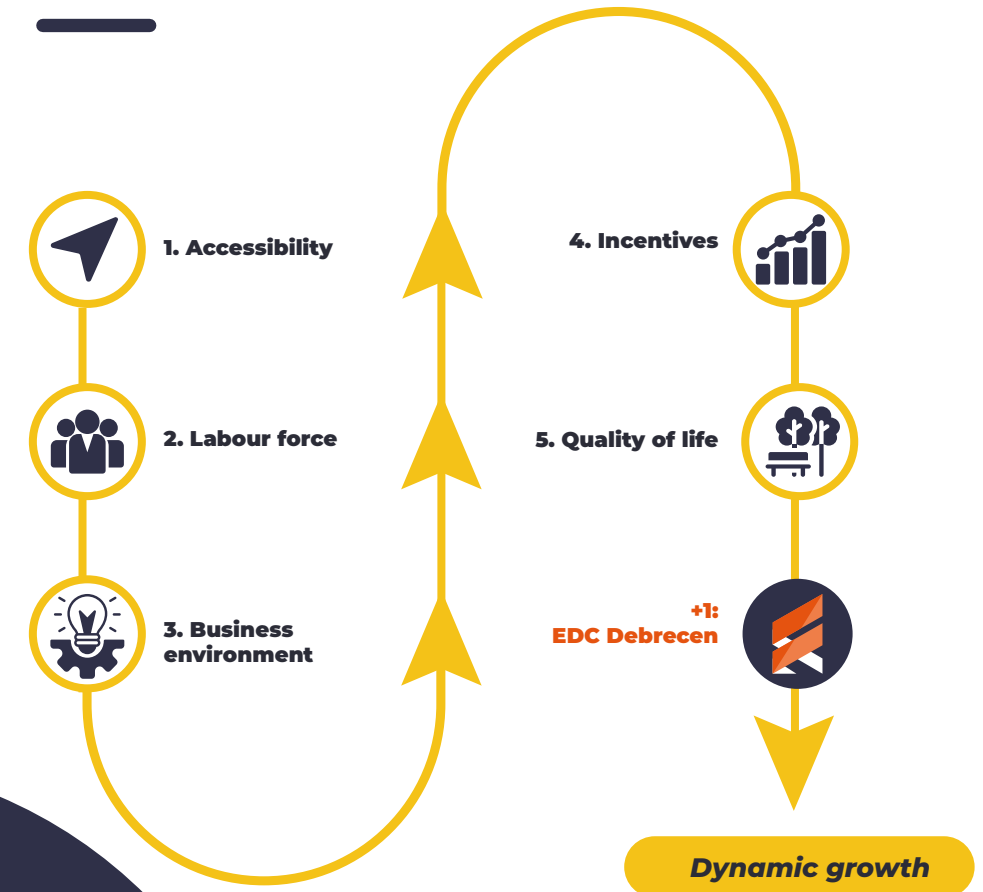 1. Accessibility
2. Labour force
3. Business
environment
4. Incentives
5. Quality of life
+1:
EDC Debrecen
Dynamic growth